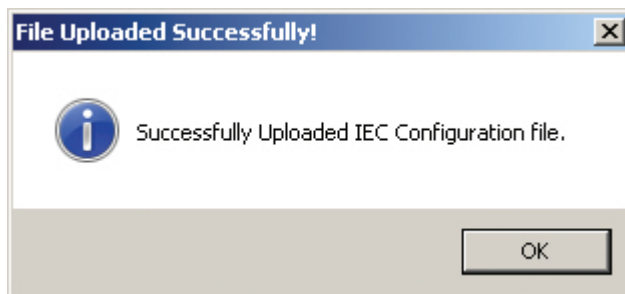 File Uploaded Successfully!
Successfully Uploaded IEC Configuration file.
OK